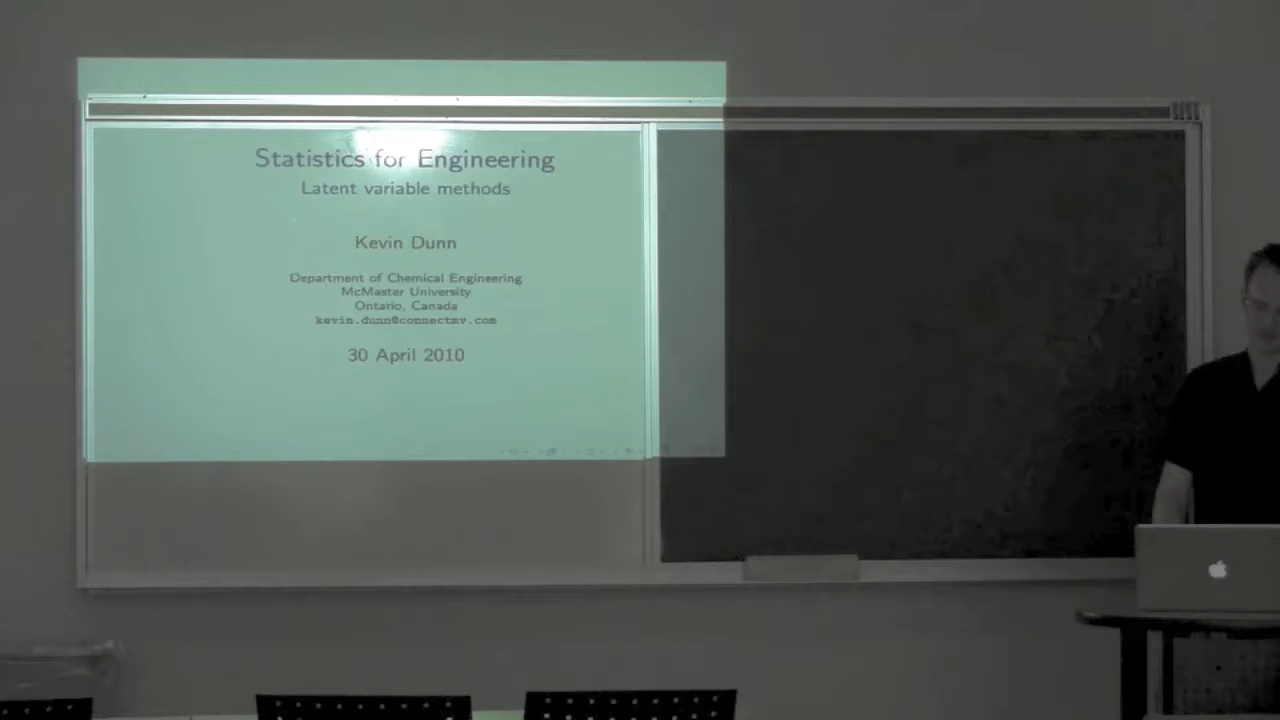 Statistics for Engineering
Latent variable methods
Kevin Dunn
Department of Chemical Engineering
McMaster University
Ontario, Canada
kevin.dunn@connectmv.com
30 April 2010